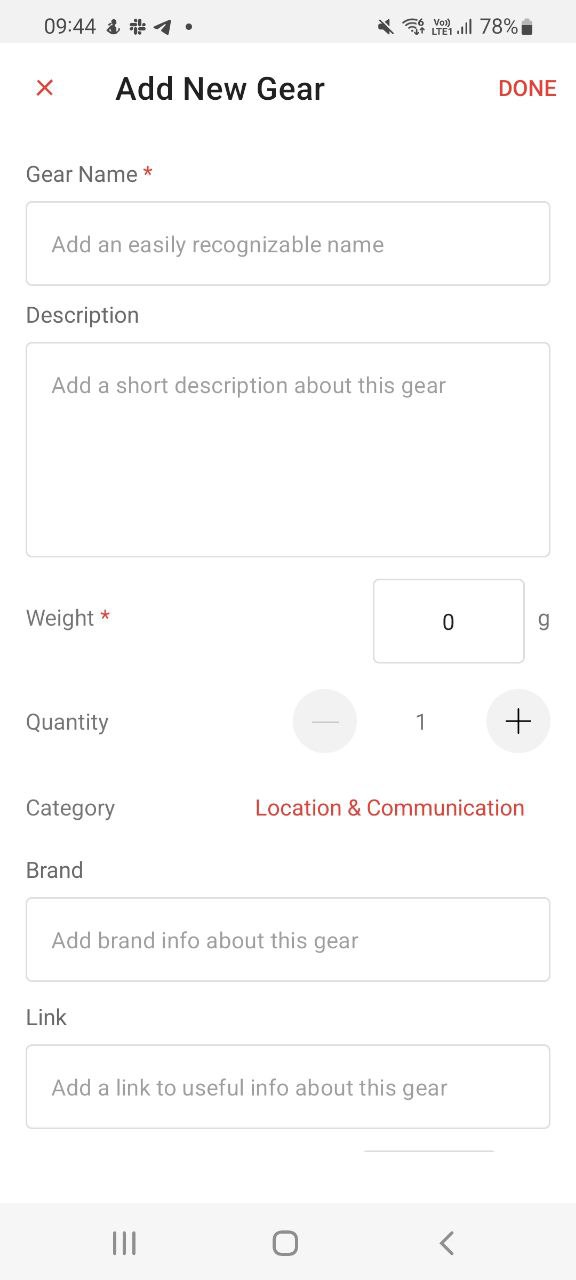 09:44 Vo) LTE1 78%
Add New Gear DONE
Gear Name *
Add an easily recognizable name
Description
Add a short description about this gear
Weight * 0 g
Quantity 1
Category Location & Communication
Brand
Add brand info about this gear
Link
Add a link to useful info about this gear